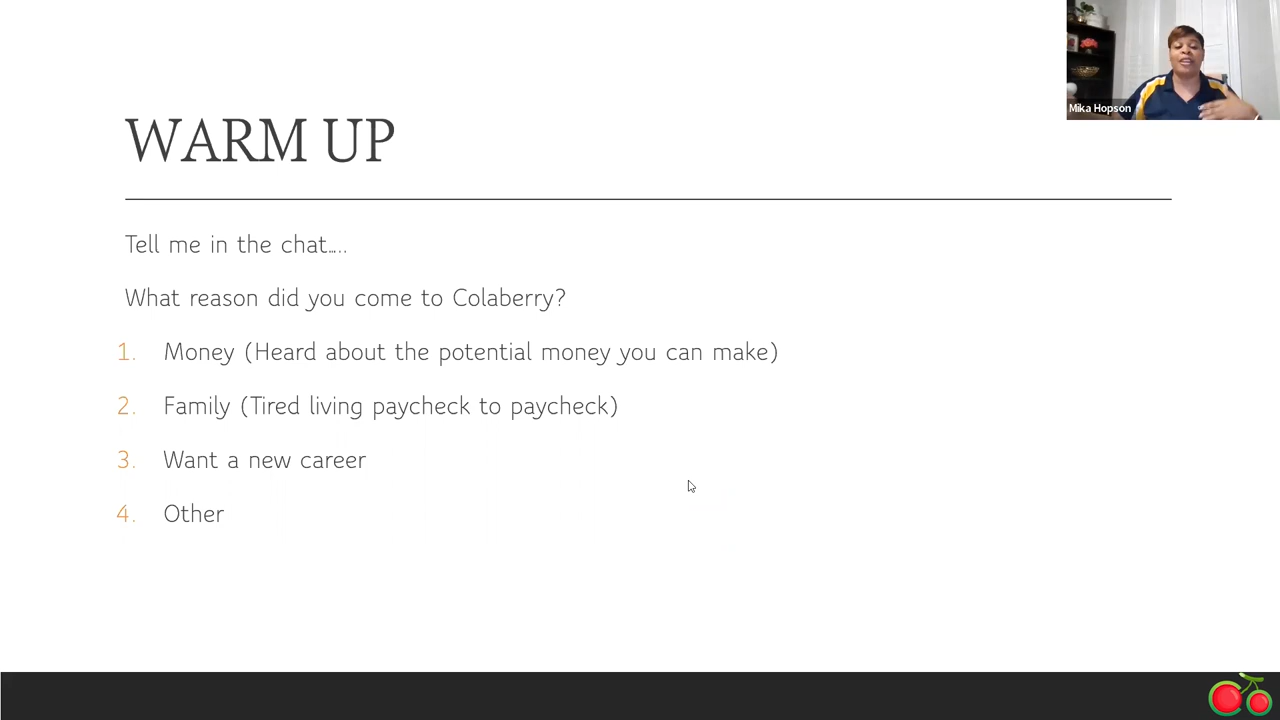 Mika Hopson
WARM UP
Tell me in the chat.....
What reason did you come to Colaberry?
1. Money (Heard about the potential money you can make)
2. Family (Tired living paycheck to paycheck)
3. Want a new career
4. Other